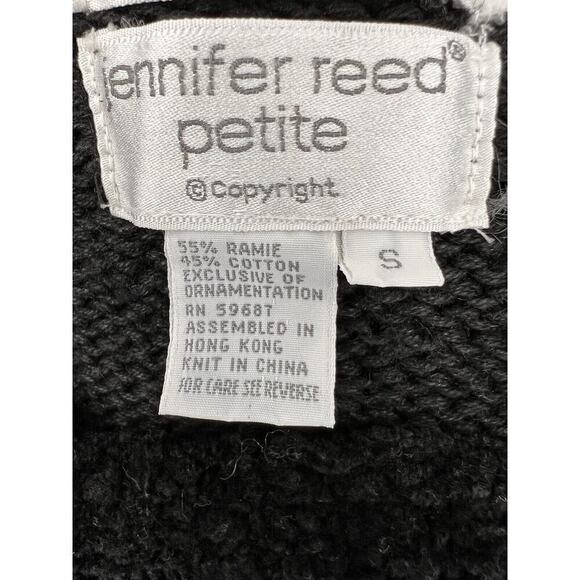 jennifer reed®
petite
© Copyright
S
55% RAMIE
45% COTTON
EXCLUSIVE OF
ORNAMENTATION
RN 59687
ASSEMBLED IN
HONG KONG
KNIT IN CHINA
FOR CARE SEE REVERSE